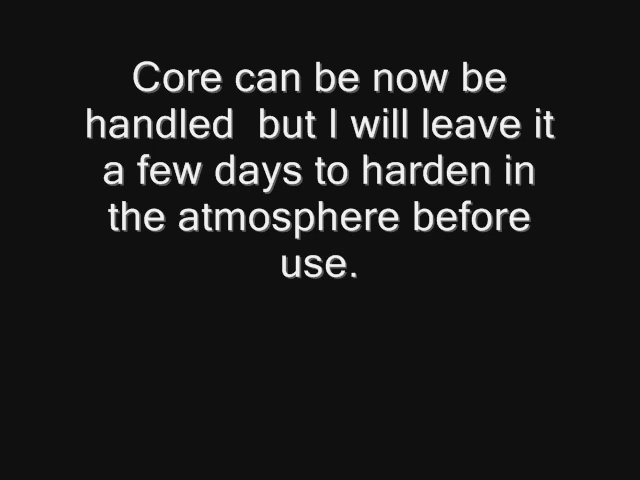 Core can be now be
handled  but I will leave it
a few days to harden in
the atmosphere before
use.